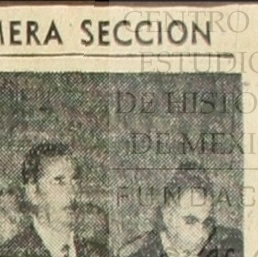 MERA SECCION
CENTRO
ESTUDIO
DE HISTO
DE MEXI
FUNDAC